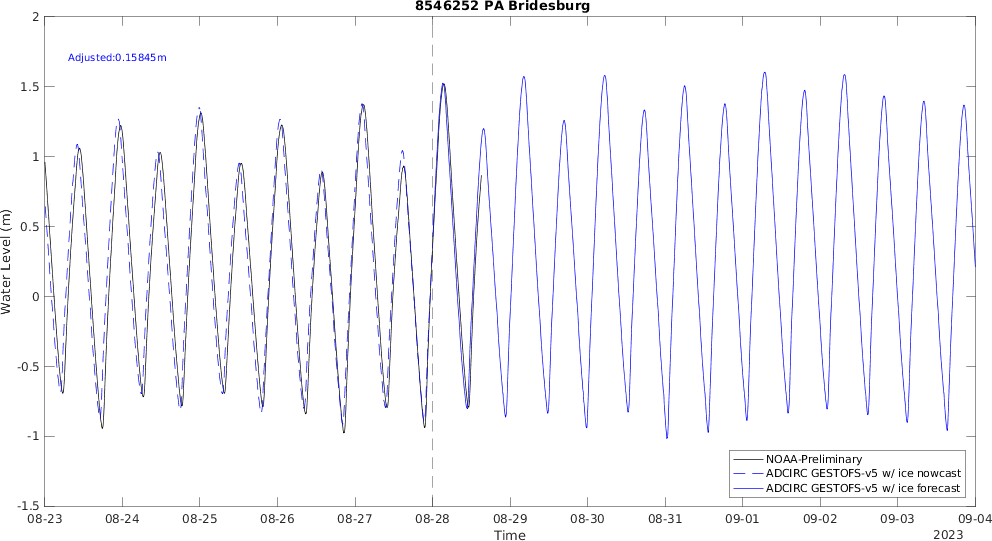 8546252 PA Bridesburg
Adjusted:0.15845m
Water Level (m)
2
1.5
1
0.5
0
-0.5
-1
-1.5
08-23 08-24 08-25 08-26 08-27 08-28 08-29 08-30 08-31 09-01 09-02 09-03 09-04
Time
2023
NOAA-Preliminary
ADCIRC GESTOFS-v5 w/ ice nowcast
ADCIRC GESTOFS-v5 w/ ice forecast